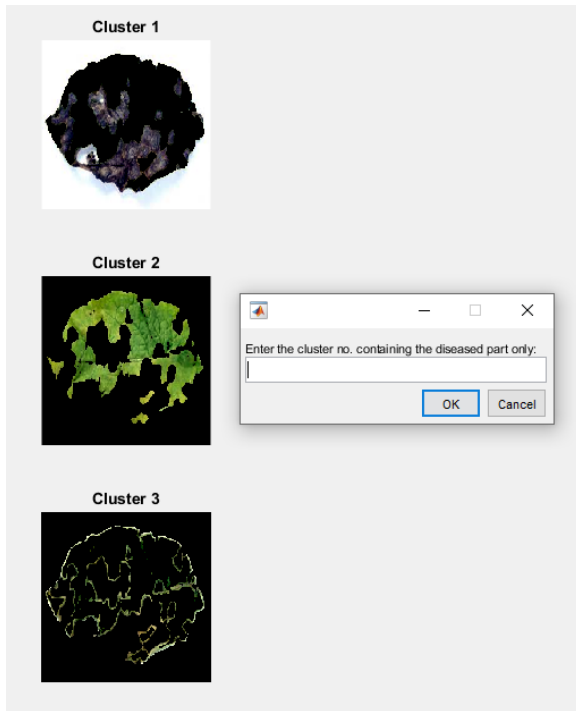 Cluster 1
Cluster 2
Enter the cluster no. containing the diseased part only:
OK
Cancel
Cluster 3